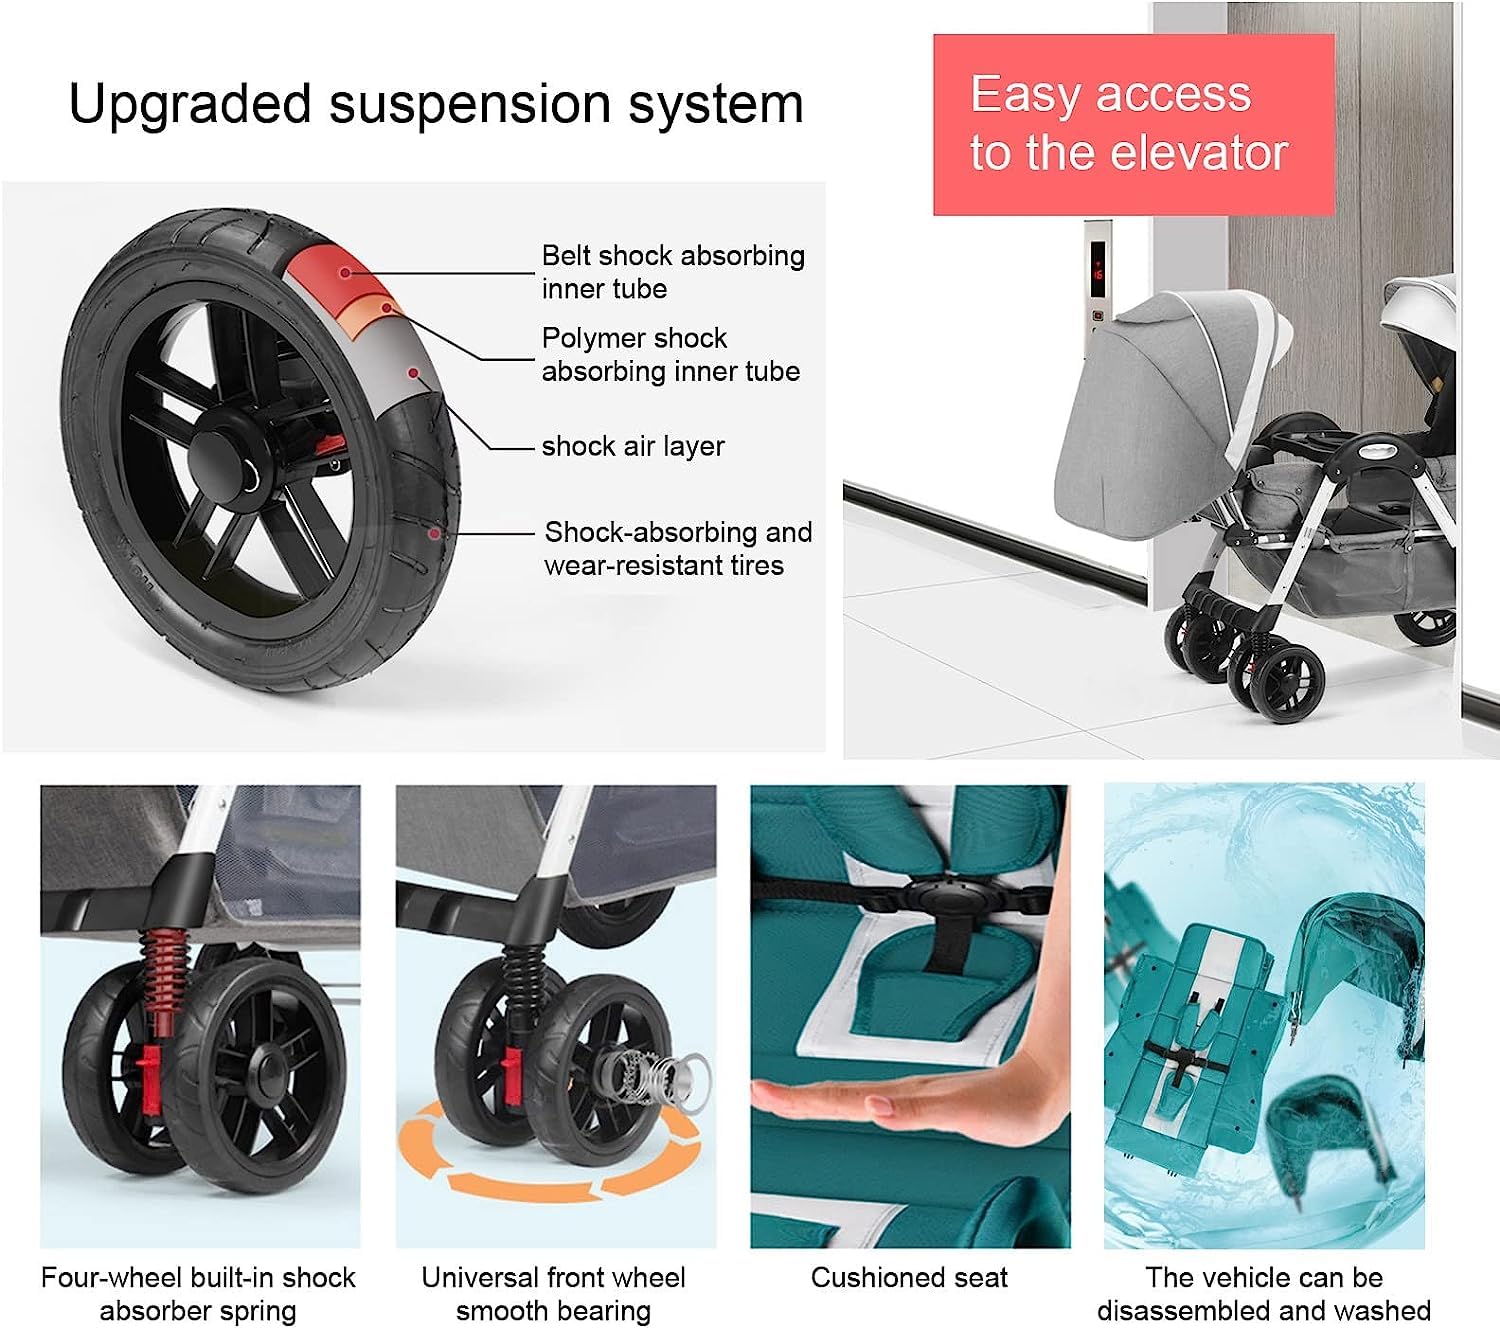 Upgraded suspension system
Easy access
to the elevator
Belt shock absorbing
inner tube
Polymer shock
absorbing inner tube
shock air layer
Shock-absorbing and
wear-resistant tires
16
Four-wheel built-in shock
absorber spring
Universal front wheel
smooth bearing
Cushioned seat
The vehicle can be
disassembled and washed